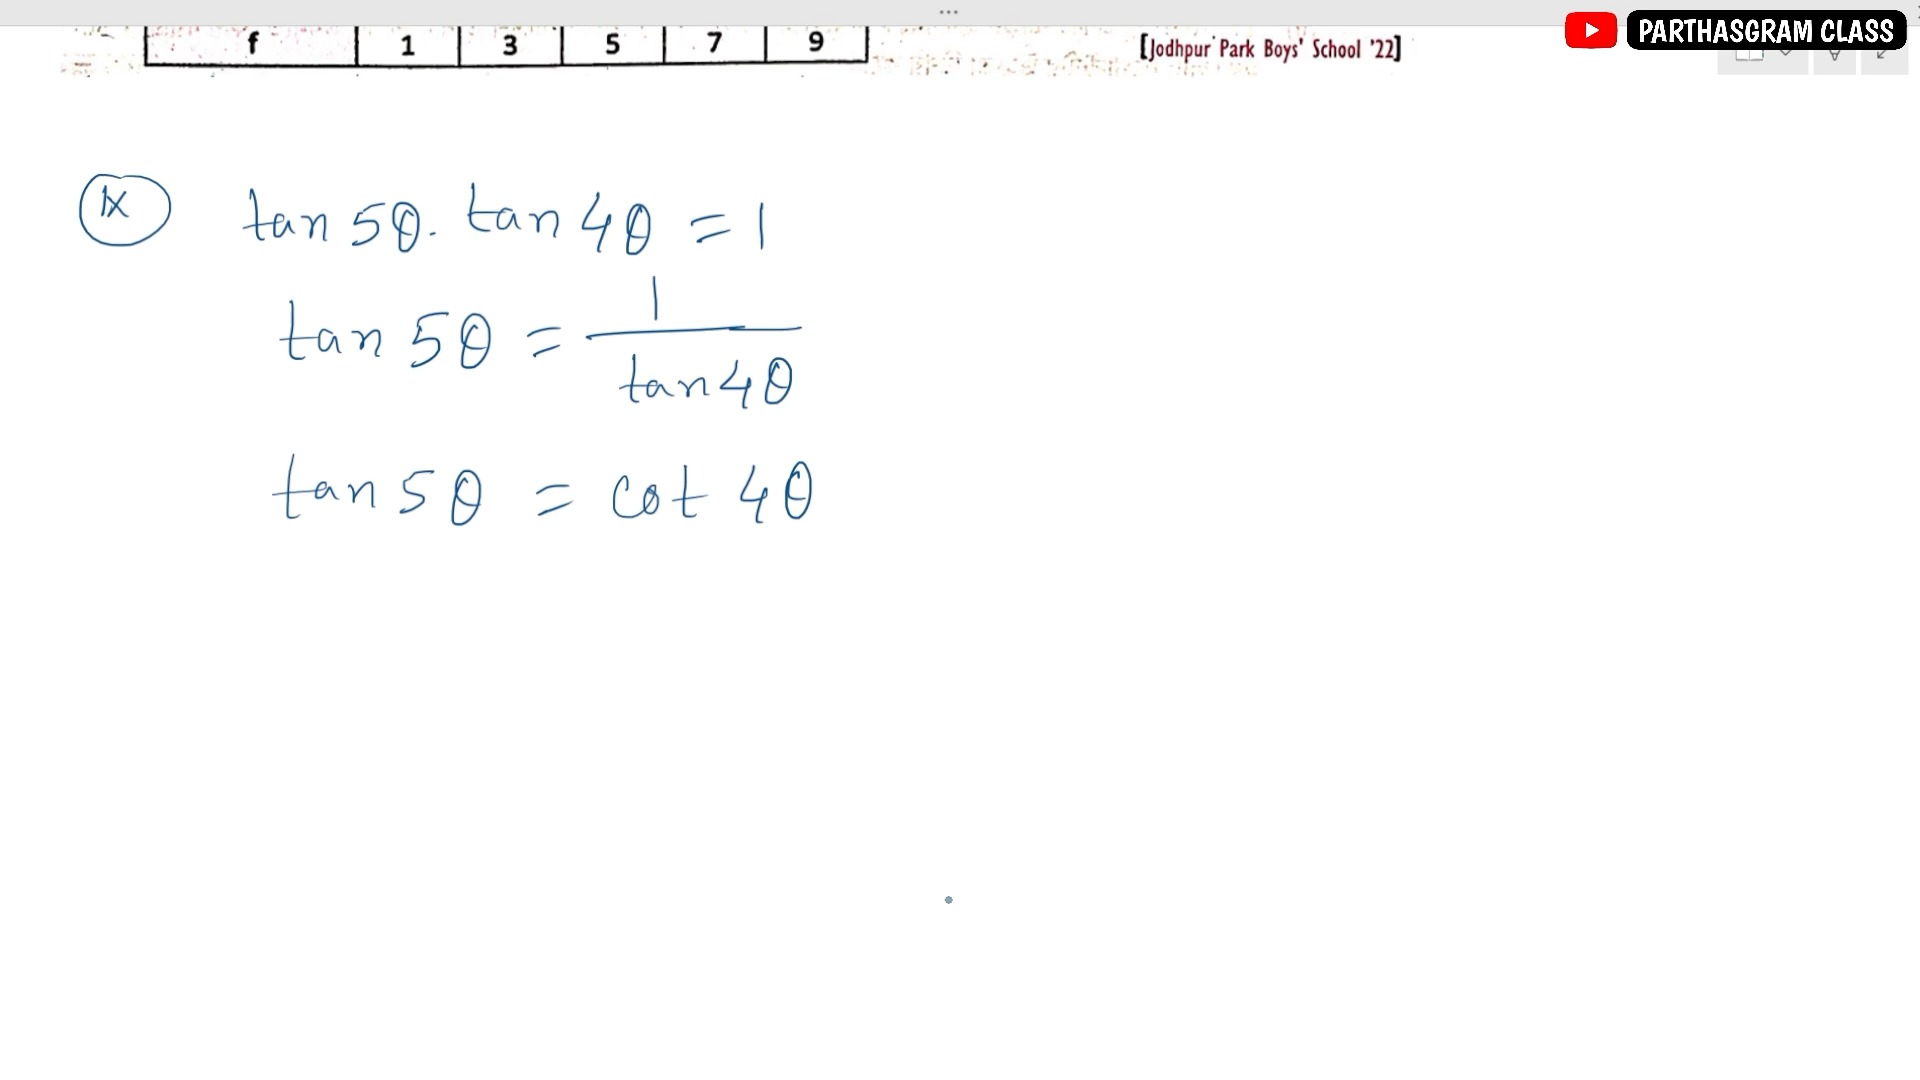 PARTHASGRAM CLASS
f 1 3 5 7 9
[Jodhpur Park Boys' School '22]
ix tan 5θ. tan 4θ = 1
tan 5θ = 1 / tan 4θ
tan 5θ = cot 4θ